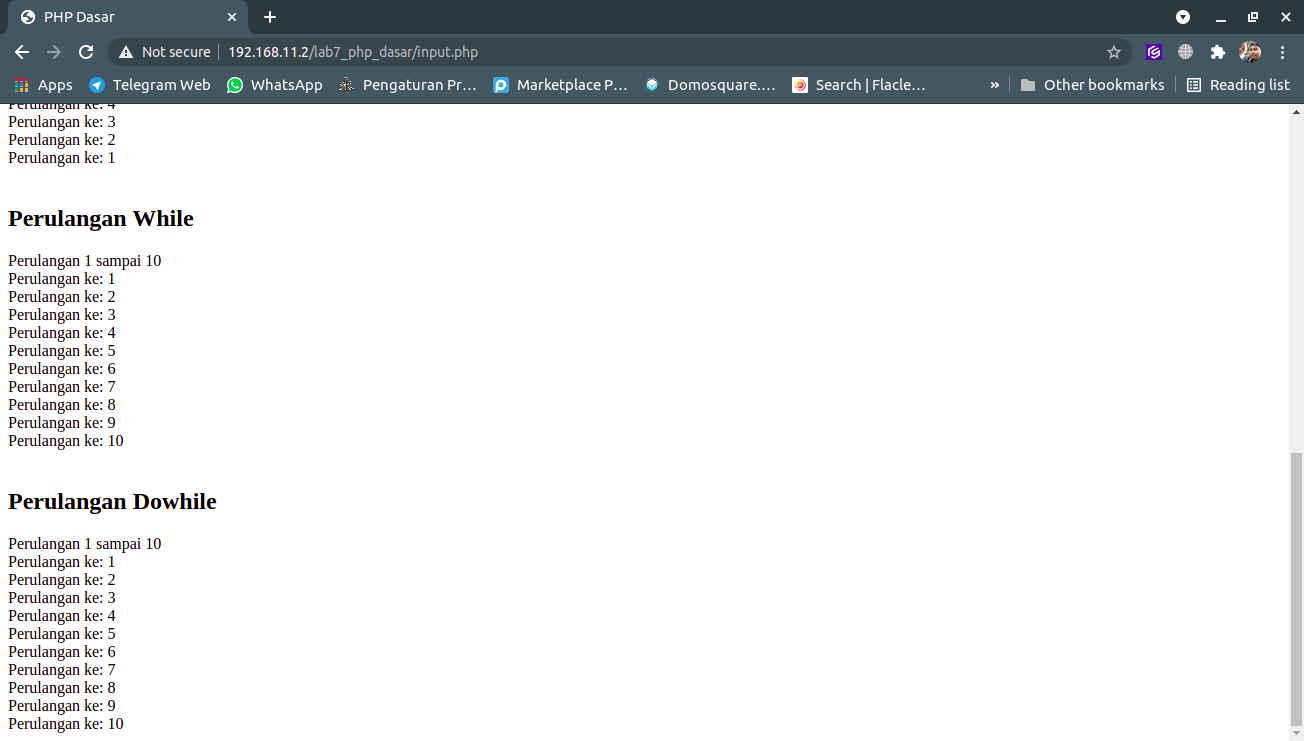 PHP Dasar
Not secure 192.168.11.2/lab7_php_dasar/input.php
Apps Telegram Web WhatsApp Pengaturan Pr... Marketplace P... Domosquare.... Search | Flacle... » Other bookmarks Reading list
Perulangan ke: 4
Perulangan ke: 3
Perulangan ke: 2
Perulangan ke: 1
Perulangan While
Perulangan 1 sampai 10
Perulangan ke: 1
Perulangan ke: 2
Perulangan ke: 3
Perulangan ke: 4
Perulangan ke: 5
Perulangan ke: 6
Perulangan ke: 7
Perulangan ke: 8
Perulangan ke: 9
Perulangan ke: 10
Perulangan Dowhile
Perulangan 1 sampai 10
Perulangan ke: 1
Perulangan ke: 2
Perulangan ke: 3
Perulangan ke: 4
Perulangan ke: 5
Perulangan ke: 6
Perulangan ke: 7
Perulangan ke: 8
Perulangan ke: 9
Perulangan ke: 10